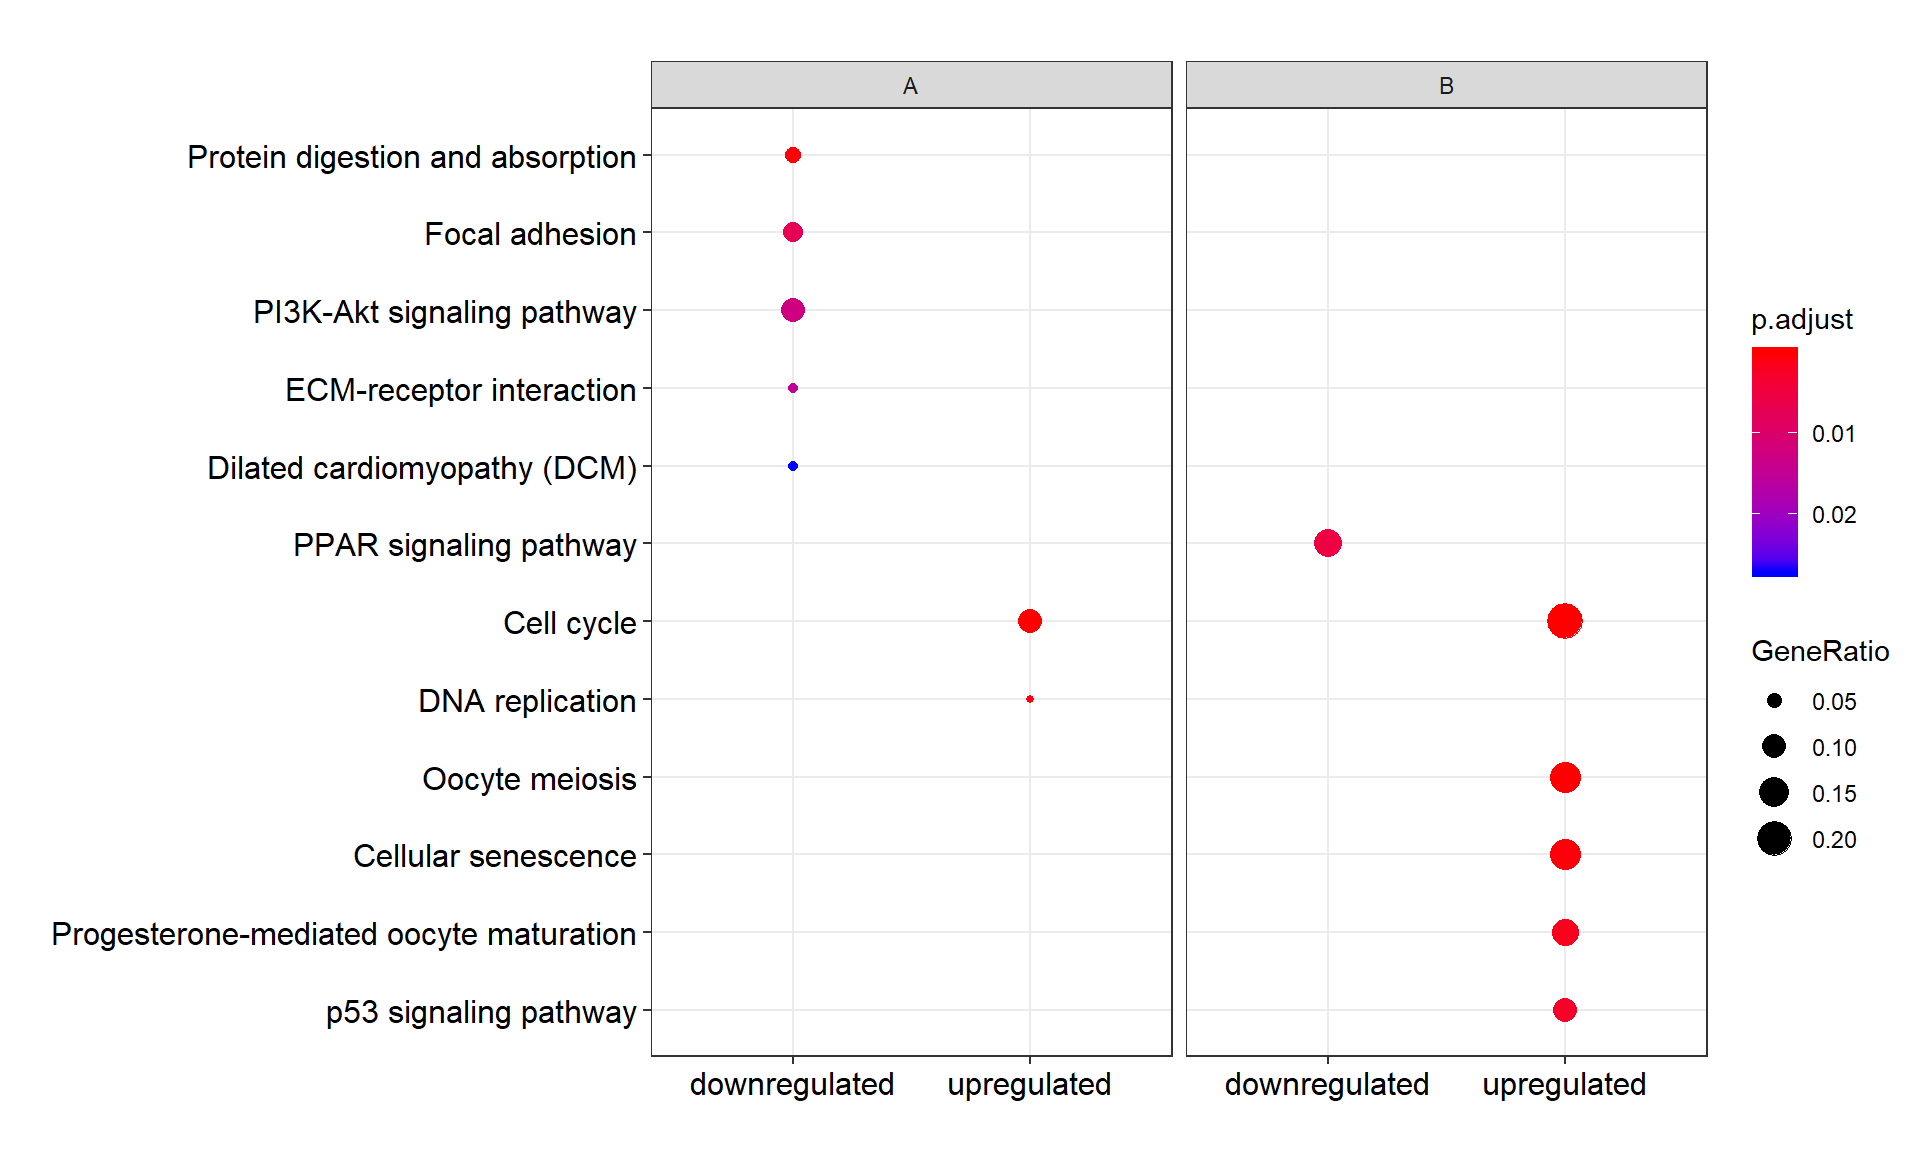 A
B
Protein digestion and absorption
Focal adhesion
PI3K-Akt signaling pathway
ECM-receptor interaction
Dilated cardiomyopathy (DCM)
PPAR signaling pathway
Cell cycle
DNA replication
Oocyte meiosis
Cellular senescence
Progesterone-mediated oocyte maturation
p53 signaling pathway
downregulated
upregulated
downregulated
upregulated
p.adjust
0.01
0.02
GeneRatio
0.05
0.10
0.15
0.20